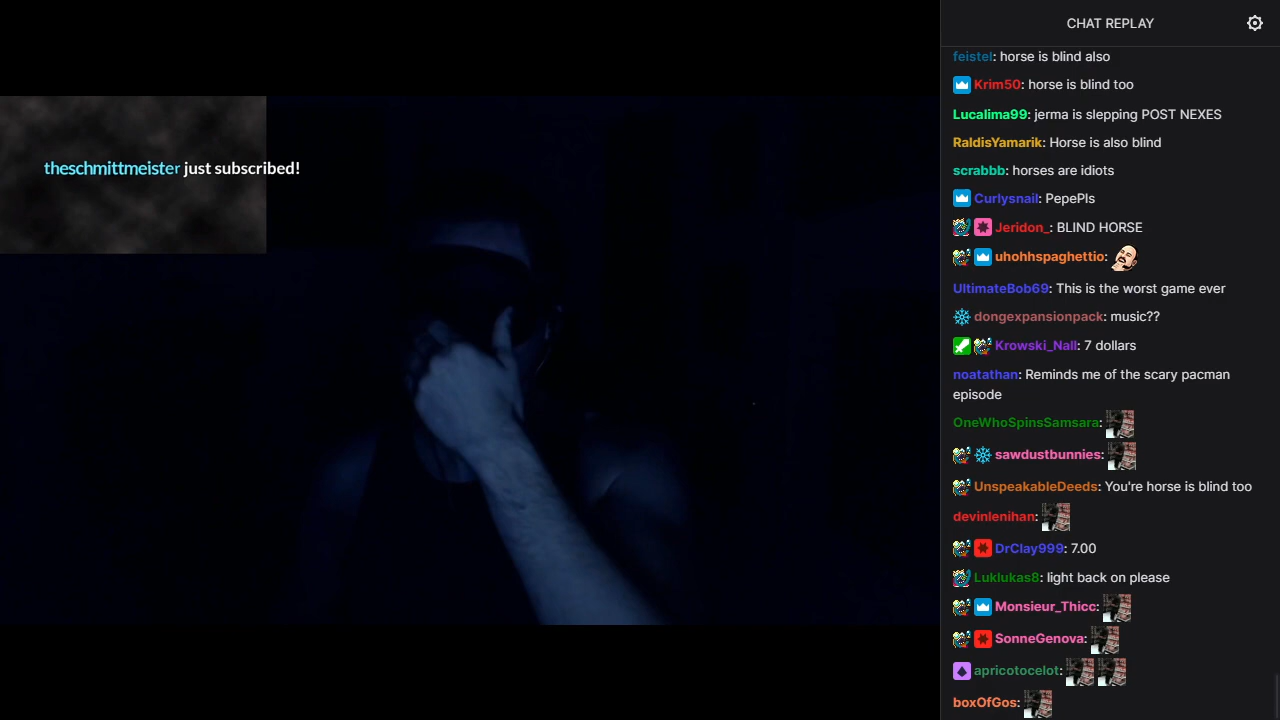 CHAT REPLAY
theschmittmeister just subscribed!
feistel: horse is blind also
Krim50: horse is blind too
Lucalima99: jerma is slepping POST NEXES
RaldisYamarik: Horse is also blind
scrabbb: horses are idiots
Curlysnail: PepePls
Jeridon_: BLIND HORSE
uhohhspaghettio:
UltimateBob69: This is the worst game ever
dongexpansionpack: music??
Krowski_Nall: 7 dollars
noatathan: Reminds me of the scary pacman
episode
OneWhoSpinsSamsara:
sawdustbunnies:
UnspeakableDeeds: You're horse is blind too
devinlenihan:
DrClay999: 7.00
Luklukas8: light back on please
Monsieur_Thicc:
SonneGenova:
apricotocelot:
boxOfGos: